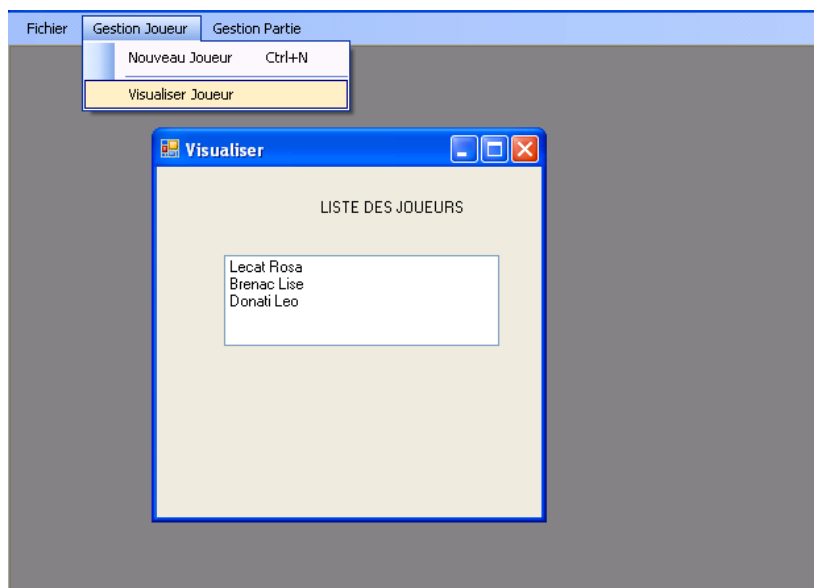 Fichier Gestion Joueur Gestion Partie
Nouveau Joueur Ctrl+N
Visualiser Joueur
Visualiser
LISTE DES JOUEURS
Lecat Rosa
Brenac Lise
Donati Leo